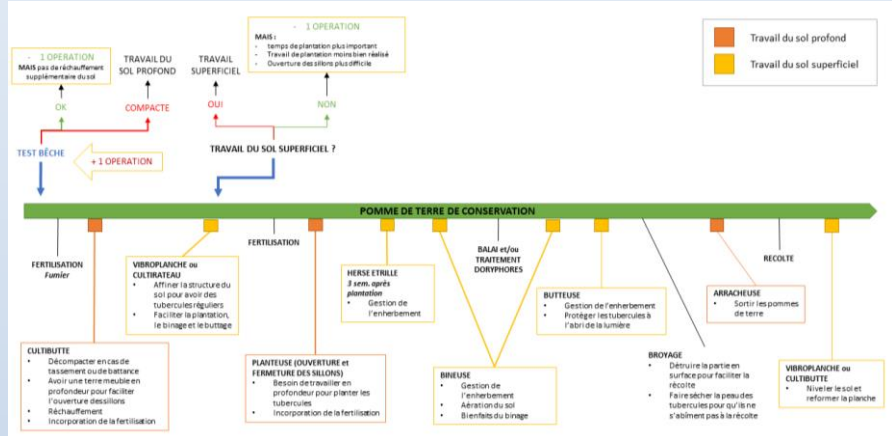 - 1 OPERATION
MAIS pas de réchauffement
supplémentaire du sol
TRAVAIL DU
SOL PROFOND
TRAVAIL
SUPERFICIEL
- 1 OPERATION
MAIS :
- temps de plantation plus important
- Travail de plantation moins bien réalisé
- Ouverture des sillons plus difficile
Travail du sol profond
Travail du sol superficiel
OK
COMPACTE
OUI
NON
TEST BÊCHE
+ 1 OPERATION
TRAVAIL DU SOL SUPERFICIEL ?
POMME DE TERRE DE CONSERVATION
FERTILISATION
Fumier
CULTIBUTTE
• Décompacter en cas de
tassement ou de battance
• Avoir une terre meuble en
profondeur pour faciliter
l'ouverture des sillons
• Réchauffement
• Incorporation de la fertilisation
VIBROPLANCHE ou
CULTIRATEAU
• Affiner la structure du
sol pour avoir des
tubercules réguliers
• Faciliter la plantation,
le binage et le buttage
FERTILISATION
PLANTEUSE (OUVERTURE et
FERMETURE DES SILLONS)
• Besoin de travailler en
profondeur pour planter les
tubercules
• Incorporation de la fertilisation
HERSE ETRILLE
3 sem. après
plantation
• Gestion de
l'enherbement
BINEUSE
• Gestion de
l'enherbement
• Aération du sol
• Bienfaits du binage
BALAI et/ou
TRAITEMENT
DORYPHORES
BUTTEUSE
• Gestion de l'enherbement
• Protéger les tubercules à
l'abri de la lumière
BROYAGE
• Détruire la partie en
surface pour faciliter la
récolte
• Faire sécher la peau des
tubercules pour qu'ils ne
s'abîment pas à la récolte
ARRACHEUSE
• Sortir les pommes
de terre
RECOLTE
VIBROPLANCHE ou
CULTIBUTTE
• Niveler le sol et
reformer la planche